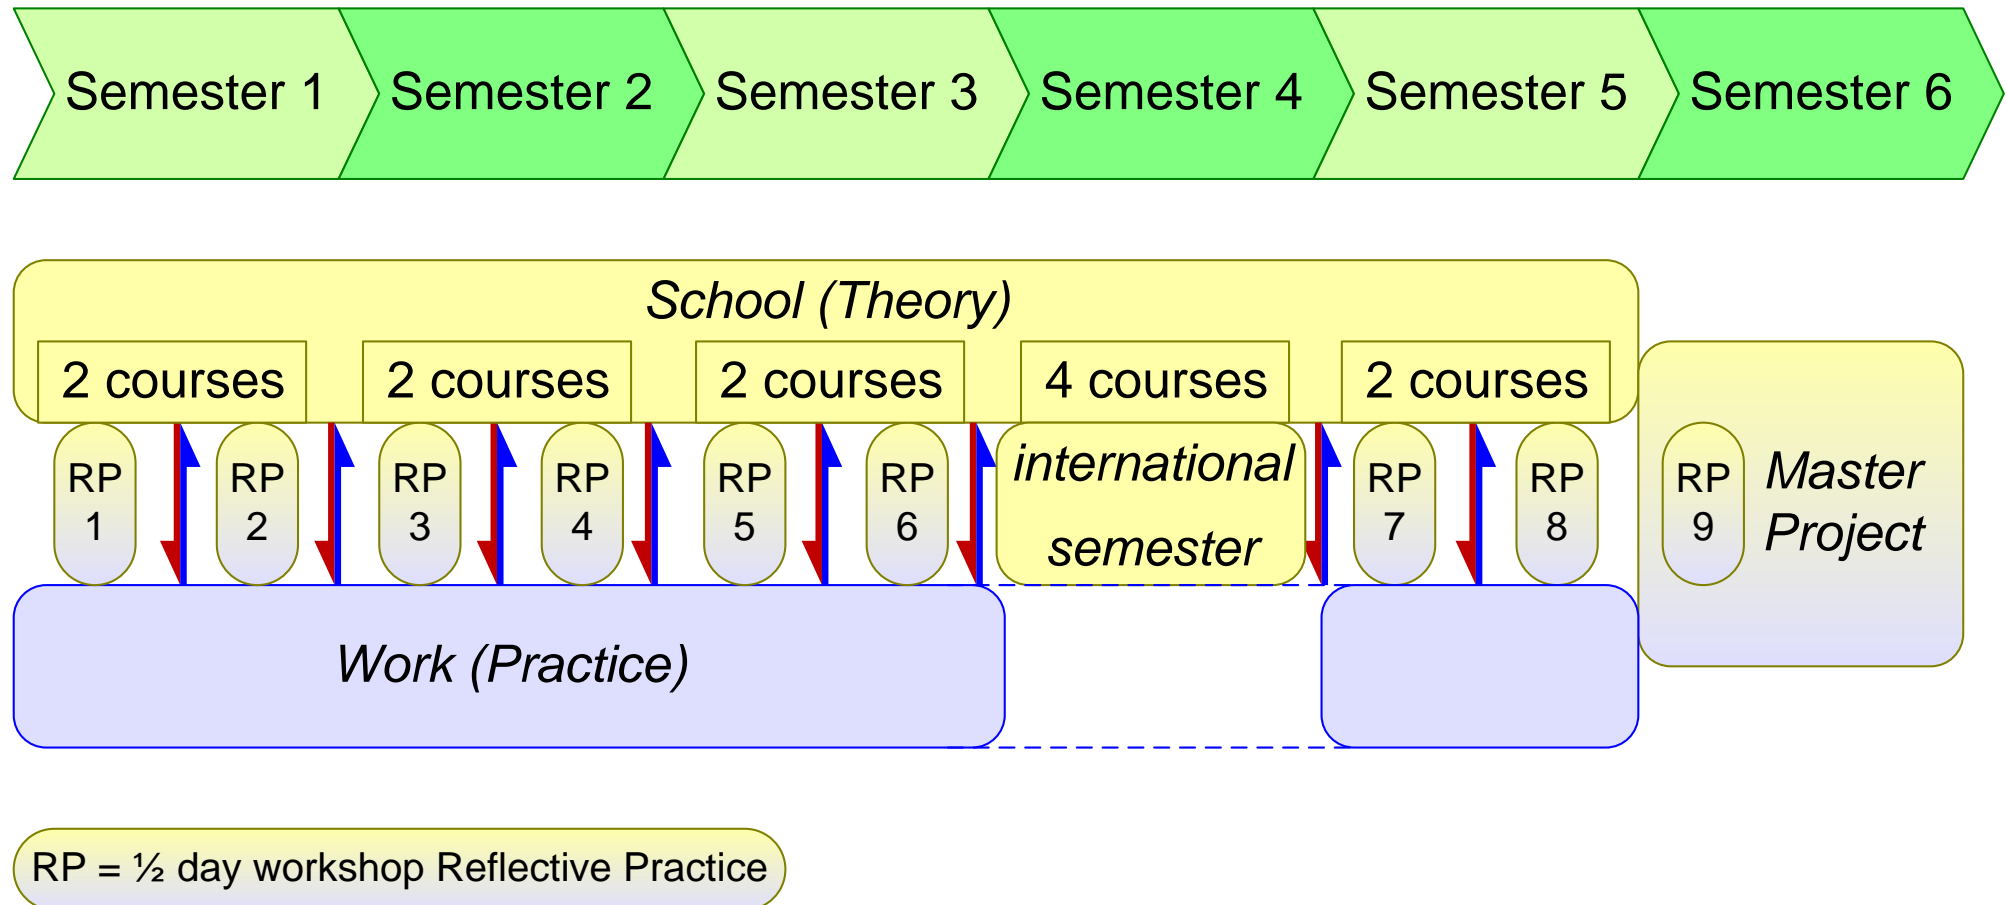 Semester 1 Semester 2 Semester 3 Semester 4 Semester 5 Semester 6
School (Theory)
2 courses 2 courses 2 courses 4 courses 2 courses
RP
1
RP
2
RP
3
RP
4
RP
5
RP
6
international
semester
RP
7
RP
8
RP
9
Master
Project
Work (Practice)
RP = ½ day workshop Reflective Practice